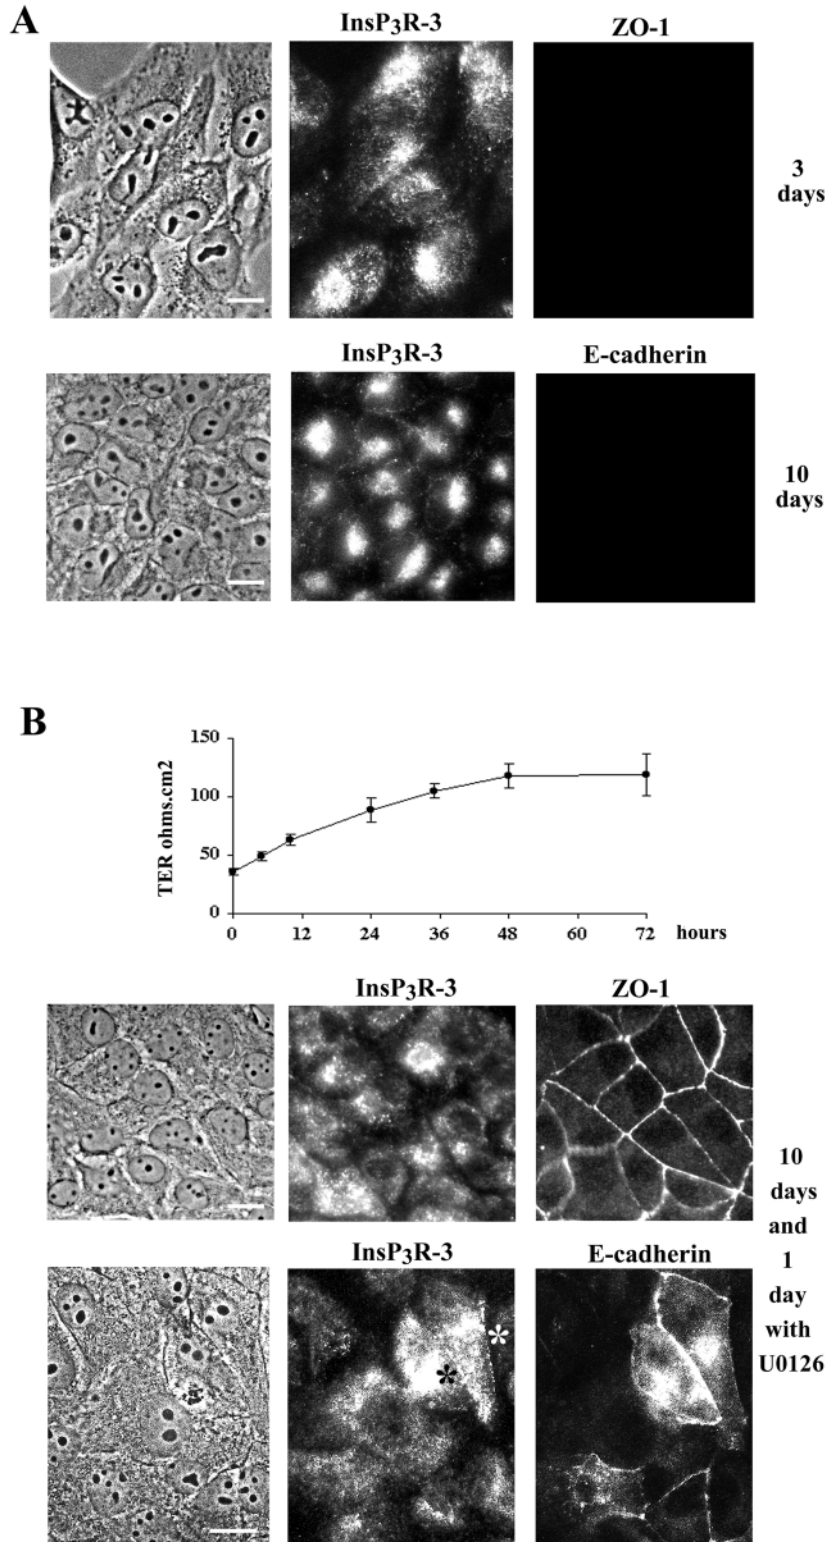 A
InsP3R-3 ZO-1
3
days
InsP3R-3 E-cadherin
10
days
B
150
100
50
0
TER ohms.cm2
0 12 24 36 48 60 72 hours
InsP3R-3 ZO-1
10
days
and
1
day
with
U0126
InsP3R-3 E-cadherin
*
*